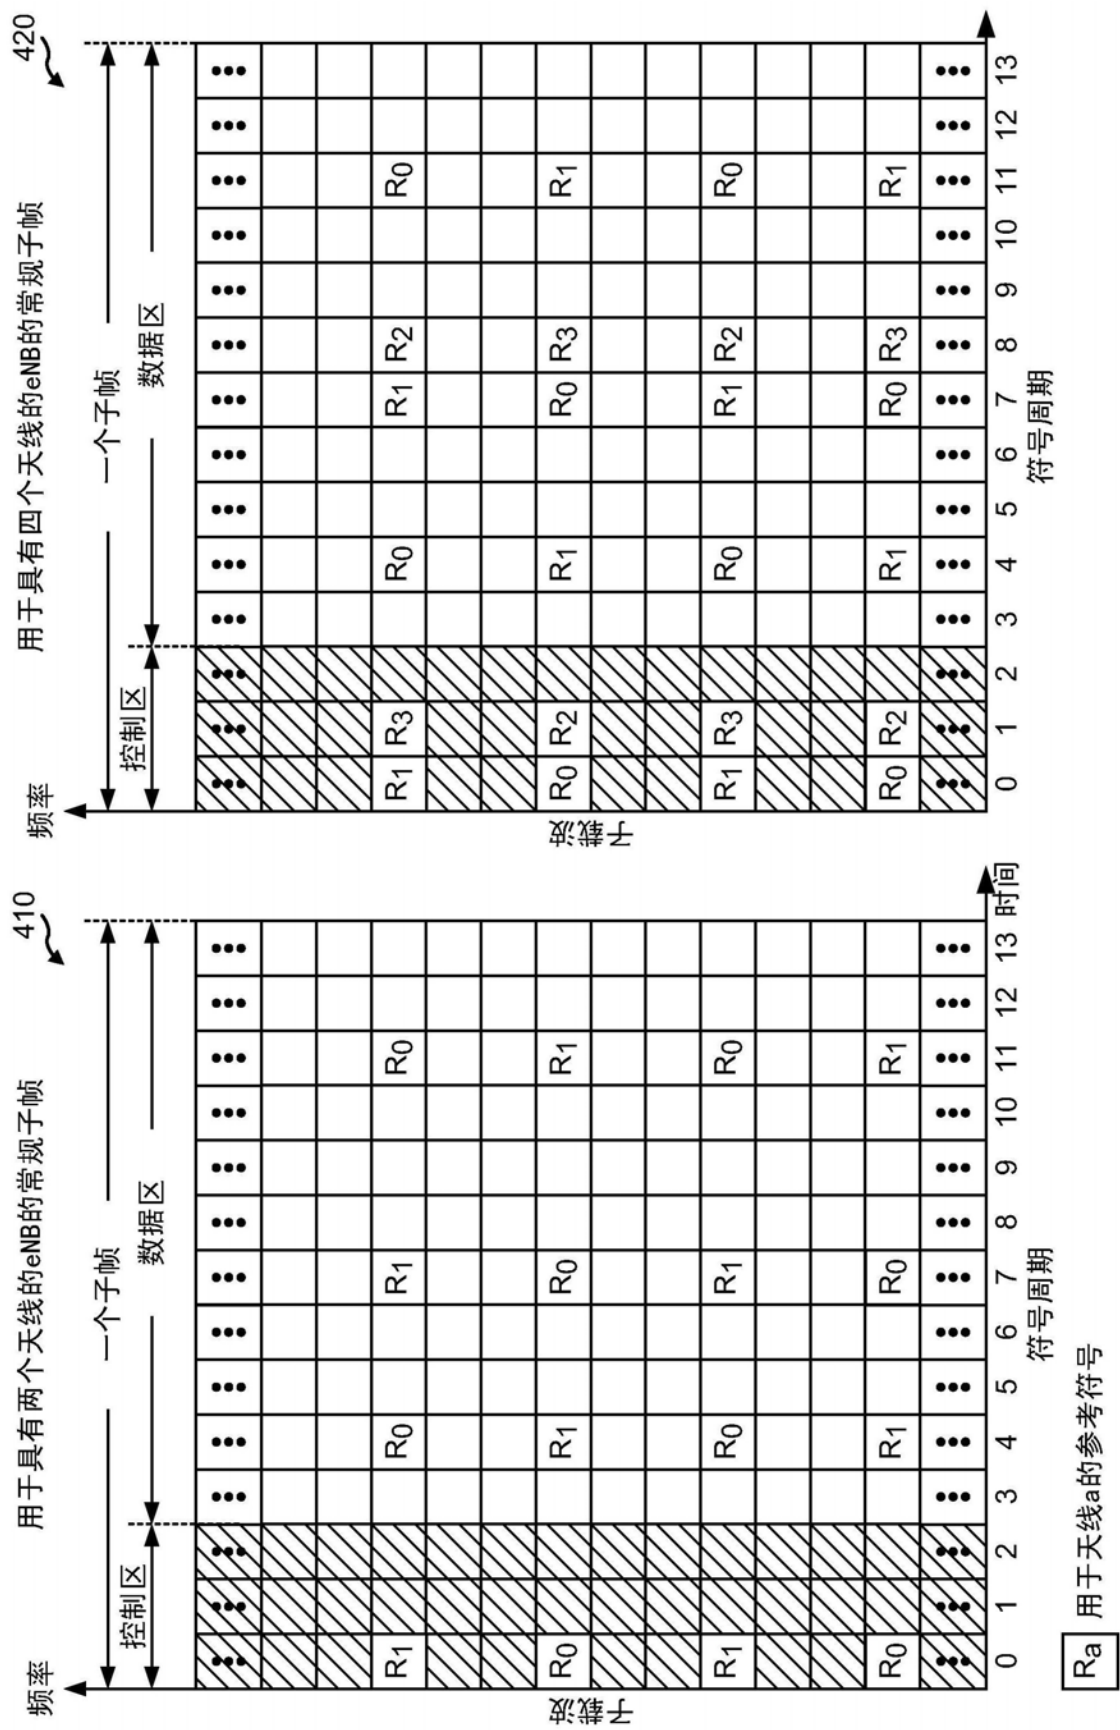 用于具有两个天线的eNB的常规子帧
410
频率
一个子帧
控制区
数据区
子载波
R0 R1 R0 R1
R1 R0 R1 R0
R0 R1 R0 R1
R1 R0 R1 R0
0 1 2 3 4 5 6 7 8 9 10 11 12 13
时间
符号周期
用于具有四个天线的eNB的常规子帧
420
频率
一个子帧
控制区
数据区
子载波
R1 R3 R0 R1 R2 R0
R0 R2 R1 R0 R3 R1
R1 R3 R0 R1 R2 R0
R0 R2 R1 R0 R3 R1
0 1 2 3 4 5 6 7 8 9 10 11 12 13
符号周期
Ra 用于天线a的参考符号